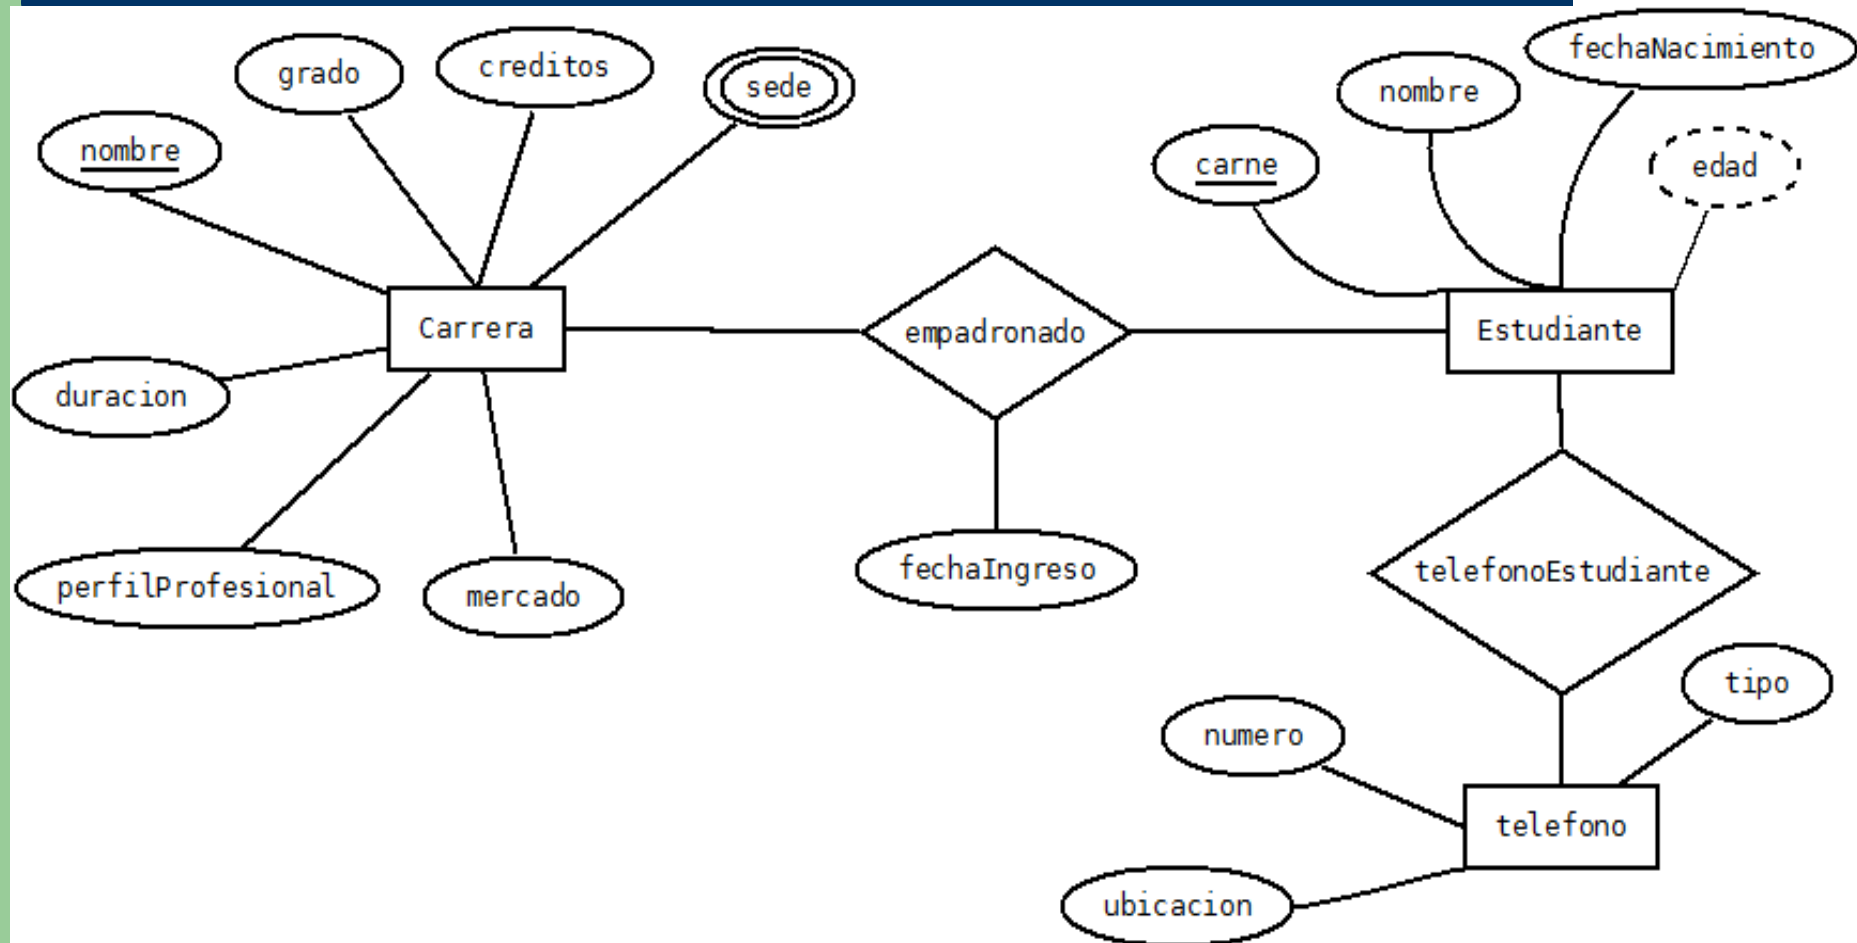 fechaNacimiento
creditos
grado
sede
nombre
nombre
carne
edad
Carrera
empadronado
Estudiante
duracion
fechaIngreso
telefonoEstudiante
perfilProfesional
mercado
tipo
numero
telefono
ubicacion